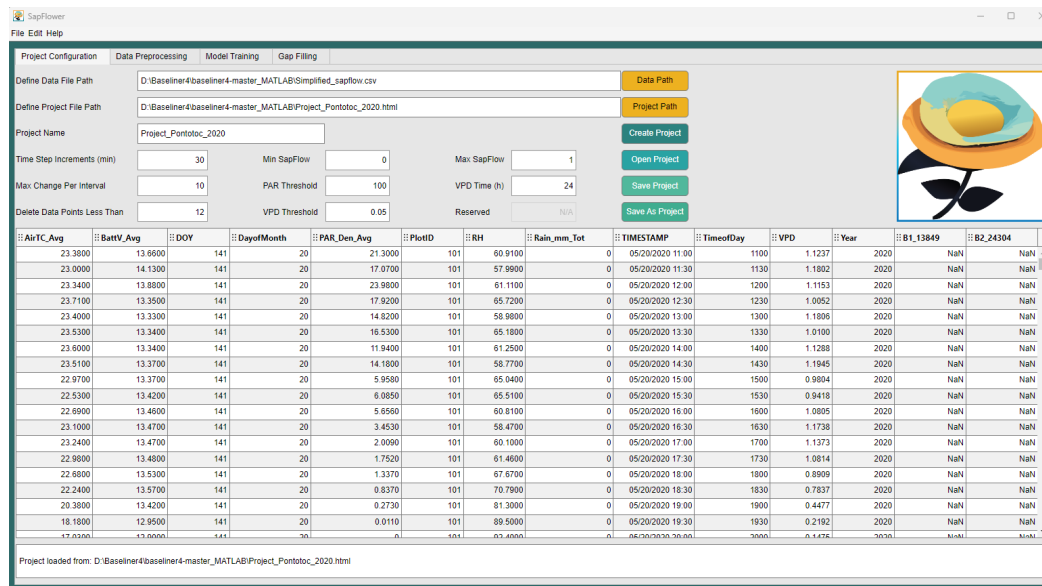 SapFlower
File Edit Help
Project Configuration Data Preprocessing Model Training Gap Filling
Define Data File Path D:\Baseliner4\baseliner4-master_MATLAB\Simplified_sapflow.csv Data Path
Define Project File Path D:\Baseliner4\baseliner4-master_MATLAB\Project_Pontotoc_2020.html Project Path
Project Name Project_Pontotoc_2020 Create Project
Time Step Increments (min) 30 Min SapFlow 0 Max SapFlow 1 Open Project
Max Change Per Interval 10 PAR Threshold 100 VPD Time (h) 24 Save Project
Delete Data Points Less Than 12 VPD Threshold 0.05 Reserved N/A Save As Project
AirTC_Avg BattV_Avg DOY DayofMonth PAR_Den_Avg PlotID RH Rain_mm_Tot TIMESTAMP TimeofDay VPD Year B1_13849 B2_24304
23.3800 13.6600 141 20 21.3000 101 60.9100 0 05/20/2020 11:00 1100 1.1237 2020 NaN NaN
23.0000 14.1300 141 20 17.0700 101 57.9900 0 05/20/2020 11:30 1130 1.1802 2020 NaN NaN
23.3400 13.8800 141 20 23.9800 101 61.1100 0 05/20/2020 12:00 1200 1.1153 2020 NaN NaN
23.7100 13.3500 141 20 17.9200 101 65.7200 0 05/20/2020 12:30 1230 1.0052 2020 NaN NaN
23.4000 13.3300 141 20 14.8200 101 58.9800 0 05/20/2020 13:00 1300 1.1806 2020 NaN NaN
23.5300 13.3400 141 20 16.5300 101 65.1800 0 05/20/2020 13:30 1330 1.0100 2020 NaN NaN
23.6000 13.3400 141 20 11.9400 101 61.2500 0 05/20/2020 14:00 1400 1.1288 2020 NaN NaN
23.5100 13.3700 141 20 14.1800 101 58.7700 0 05/20/2020 14:30 1430 1.1945 2020 NaN NaN
22.9700 13.3700 141 20 5.9580 101 65.0400 0 05/20/2020 15:00 1500 0.9804 2020 NaN NaN
22.5300 13.4200 141 20 6.0850 101 65.5100 0 05/20/2020 15:30 1530 0.9418 2020 NaN NaN
22.6900 13.4600 141 20 5.6560 101 60.8100 0 05/20/2020 16:00 1600 1.0805 2020 NaN NaN
23.1000 13.4700 141 20 3.4530 101 58.4700 0 05/20/2020 16:30 1630 1.1738 2020 NaN NaN
23.2400 13.4700 141 20 2.0090 101 60.1000 0 05/20/2020 17:00 1700 1.1373 2020 NaN NaN
22.9800 13.4800 141 20 1.7520 101 61.4600 0 05/20/2020 17:30 1730 1.0814 2020 NaN NaN
22.6800 13.5300 141 20 1.3370 101 67.6700 0 05/20/2020 18:00 1800 0.8909 2020 NaN NaN
22.2400 13.5700 141 20 0.8370 101 70.7900 0 05/20/2020 18:30 1830 0.7837 2020 NaN NaN
20.3800 13.4200 141 20 0.2730 101 81.3000 0 05/20/2020 19:00 1900 0.4477 2020 NaN NaN
18.1800 12.9500 141 20 0.0110 101 89.5000 0 05/20/2020 19:30 1930 0.2192 2020 NaN NaN
17.0300 12.9000 141 20 0 101 92.4000 0 05/20/2020 20:00 2000 0.1476 2020 NaN NaN
Project loaded from: D:\Baseliner4\baseliner4-master_MATLAB\Project_Pontotoc_2020.html